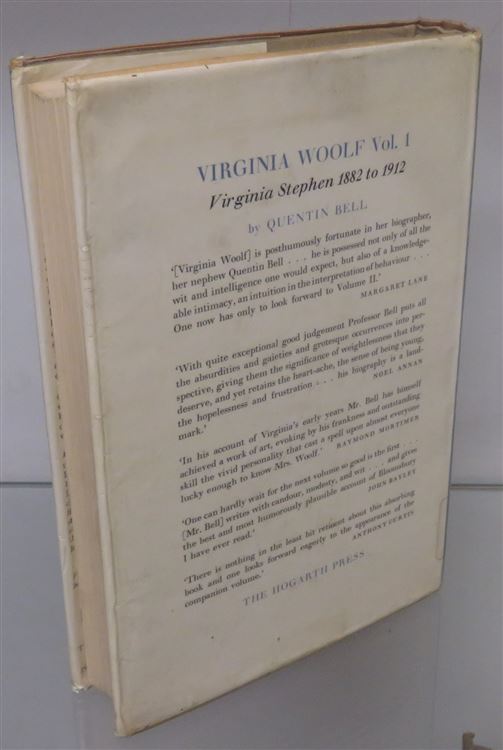 VIRGINIA WOOLF Vol. 1
Virginia Stephen 1882 to 1912
by QUENTIN BELL
‘[Virginia Woolf] is posthumously fortunate in her biographer,
her nephew Quentin Bell . . . he is possessed not only of all the
wit and intelligence one would expect, but also of a knowledge-
able intimacy, an intuition in the interpretation of behaviour . . .
One now has only to look forward to Volume II.’
MARGARET LANE
‘With quite exceptional good judgement Professor Bell puts all
the absurdities and gaieties and grotesque occurrences into per-
spective, giving them the significance of weightlessness that they
deserve, and yet retains the heart-ache, the sense of being young,
the hopelessness and frustration . . . his biography is a land-
mark.’ NOEL ANNAN
‘In his account of Virginia's early years Mr. Bell has himself
achieved a work of art, evoking by his frankness and outstanding
skill the vivid personality that cast a spell upon almost everyone
lucky enough to know Mrs. Woolf.’ RAYMOND MORTIMER
‘One can hardly wait for the next volume so good is the first . . .
[Mr. Bell] writes with candour, modesty, and wit . . . and gives
the best and most humorously plausible account of Bloomsbury
I have ever read.’ JOHN BAYLEY
‘There is nothing in the least bit reticent about this absorbing
book and one looks forward eagerly to the appearance of the
companion volume.’ ANTHONY CURTIS
THE HOGARTH PRESS